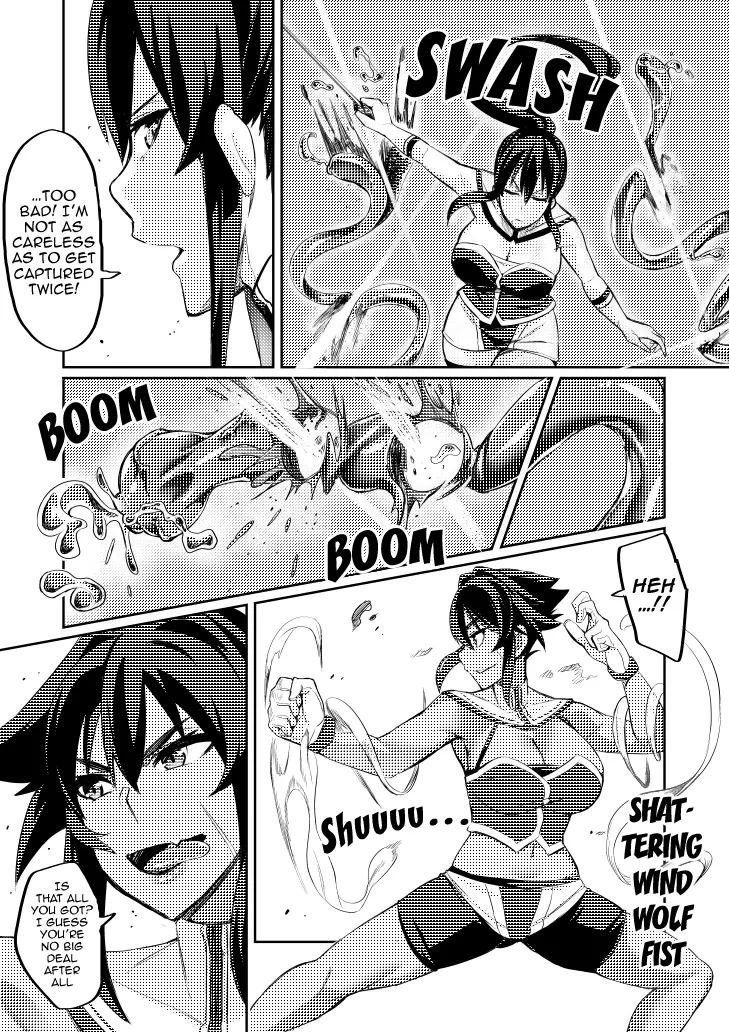 SWASH
...TOO
BAD! I'M
NOT AS
CARELESS
AS TO GET
CAPTURED
TWICE!
BOOM
BOOM
HEH
....!!
Shuuuu...
SHAT-
TERING
WIND
WOLF
FIST
IS
THAT ALL
YOU GOT?
I GUESS
YOU'RE
NO BIG
DEAL
AFTER
ALL